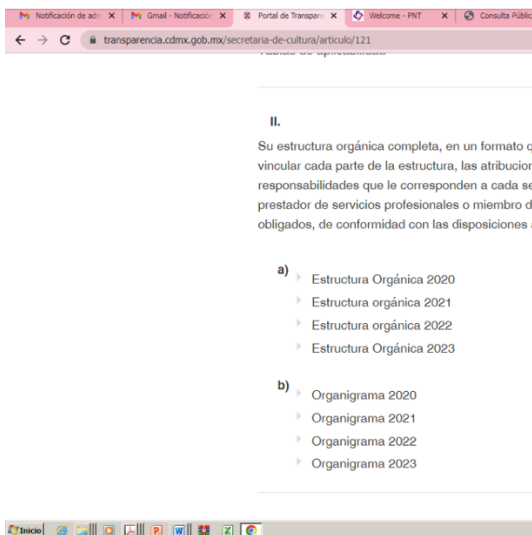 Notificación de adm
Gmail - Notificación
Portal de Transpare
Welcome - PNT
Consulta Públic
transparencia.cdmx.gob.mx/secretaria-de-cultura/articulo/121
II.
Su estructura orgánica completa, en un formato q
vincular cada parte de la estructura, las atribucion
responsabilidades que le corresponden a cada se
prestador de servicios profesionales o miembro d
obligados, de conformidad con las disposiciones a
a)
Estructura Orgánica 2020
Estructura orgánica 2021
Estructura orgánica 2022
Estructura Orgánica 2023
b)
Organigrama 2020
Organigrama 2021
Organigrama 2022
Organigrama 2023
Inicio